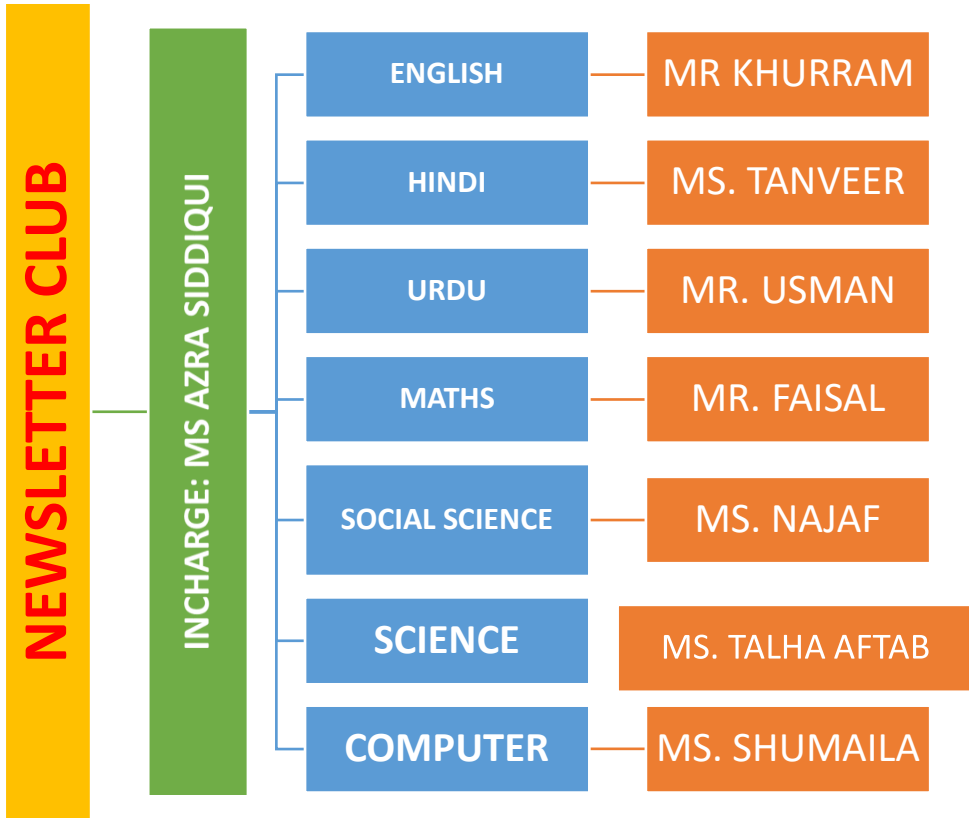 NEWSLETTER CLUB
INCHARGE: MS AZRA SIDDIQUI
ENGLISH
MR KHURRAM
HINDI
MS. TANVEER
URDU
MR. USMAN
MATHS
MR. FAISAL
SOCIAL SCIENCE
MS. NAJAF
SCIENCE
MS. TALHA AFTAB
COMPUTER
MS. SHUMAILA